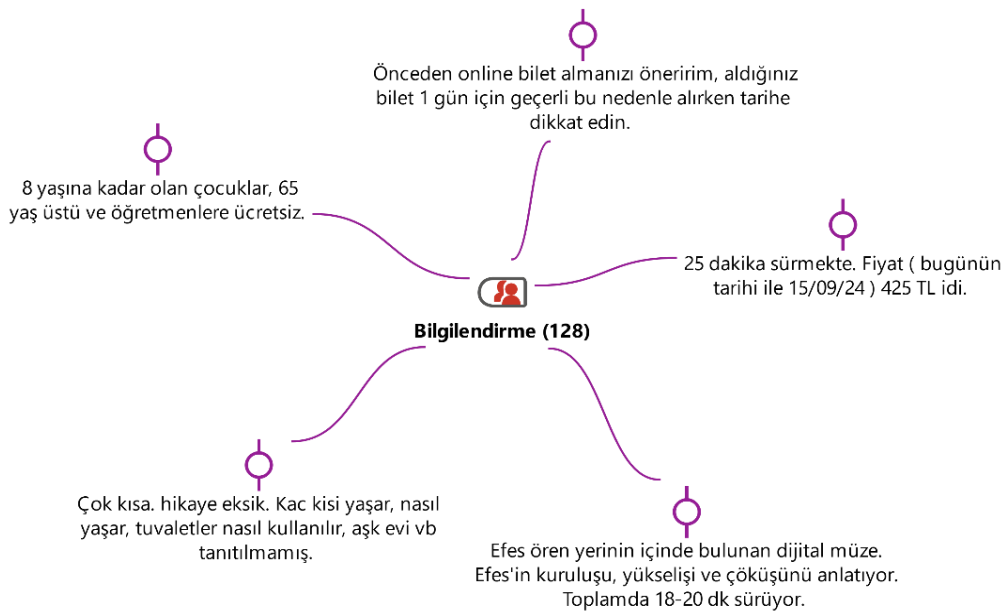 Önceden online bilet almanızı öneririm, aldığınız
bilet 1 gün için geçerli bu nedenle alırken tarihe
dikkat edin.
8 yaşına kadar olan çocuklar, 65
yaş üstü ve öğretmenlere ücretsiz.
25 dakika sürmekte. Fiyat ( bugünün
tarihi ile 15/09/24 ) 425 TL idi.
Bilgilendirme (128)
Çok kısa. hikaye eksik. Kac kisi yaşar, nasıl
yaşar, tuvaletler nasıl kullanılır, aşk evi vb
tanıtılmamış.
Efes ören yerinin içinde bulunan dijital müze.
Efes'in kuruluşu, yükselişi ve çöküşünü anlatıyor.
Toplamda 18-20 dk sürüyor.